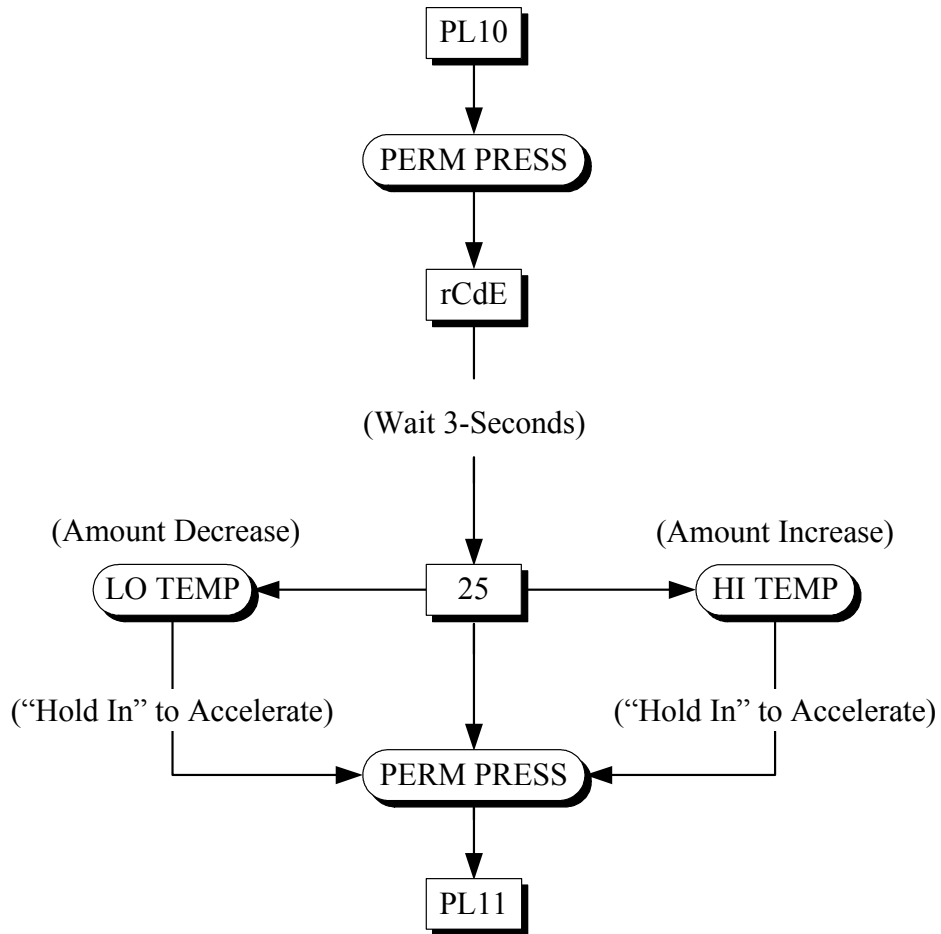 PL10
PERM PRESS
rCdE
(Wait 3-Seconds)
(Amount Decrease)
(Amount Increase)
LO TEMP
25
HI TEMP
(“Hold In” to Accelerate)
(“Hold In” to Accelerate)
PERM PRESS
PL11